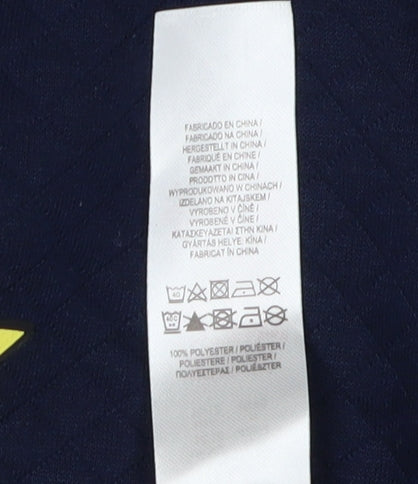 FABRICADO EN CHINA /
FABRICADO NA CHINA /
HERGESTELLT IN CHINA /
FABRIQUÉ EN CHINE /
GEMAAKT IN CHINA /
PRODOTTO IN CINA /
WYPRODUKOWANO W CHINACH /
IZDELANO NA KITAJSKEM /
VYROBENO V ČÍNĚ /
VYROBENÉ V ČÍNE /
ΚΑΤΑΣΚΕΥΑΖΕΤΑΙ ΣΤΗΝ ΚΙΝΑ /
GYÁRTÁS HELYE: KÍNA /
FABRICAT ÎN CHINA
40
100% POLYESTER / POLIÉSTER /
POLIESTERE / POLIESTER /
ΠΟΛΥΕΣΤΕΡΑΣ / POLIÉSZTER